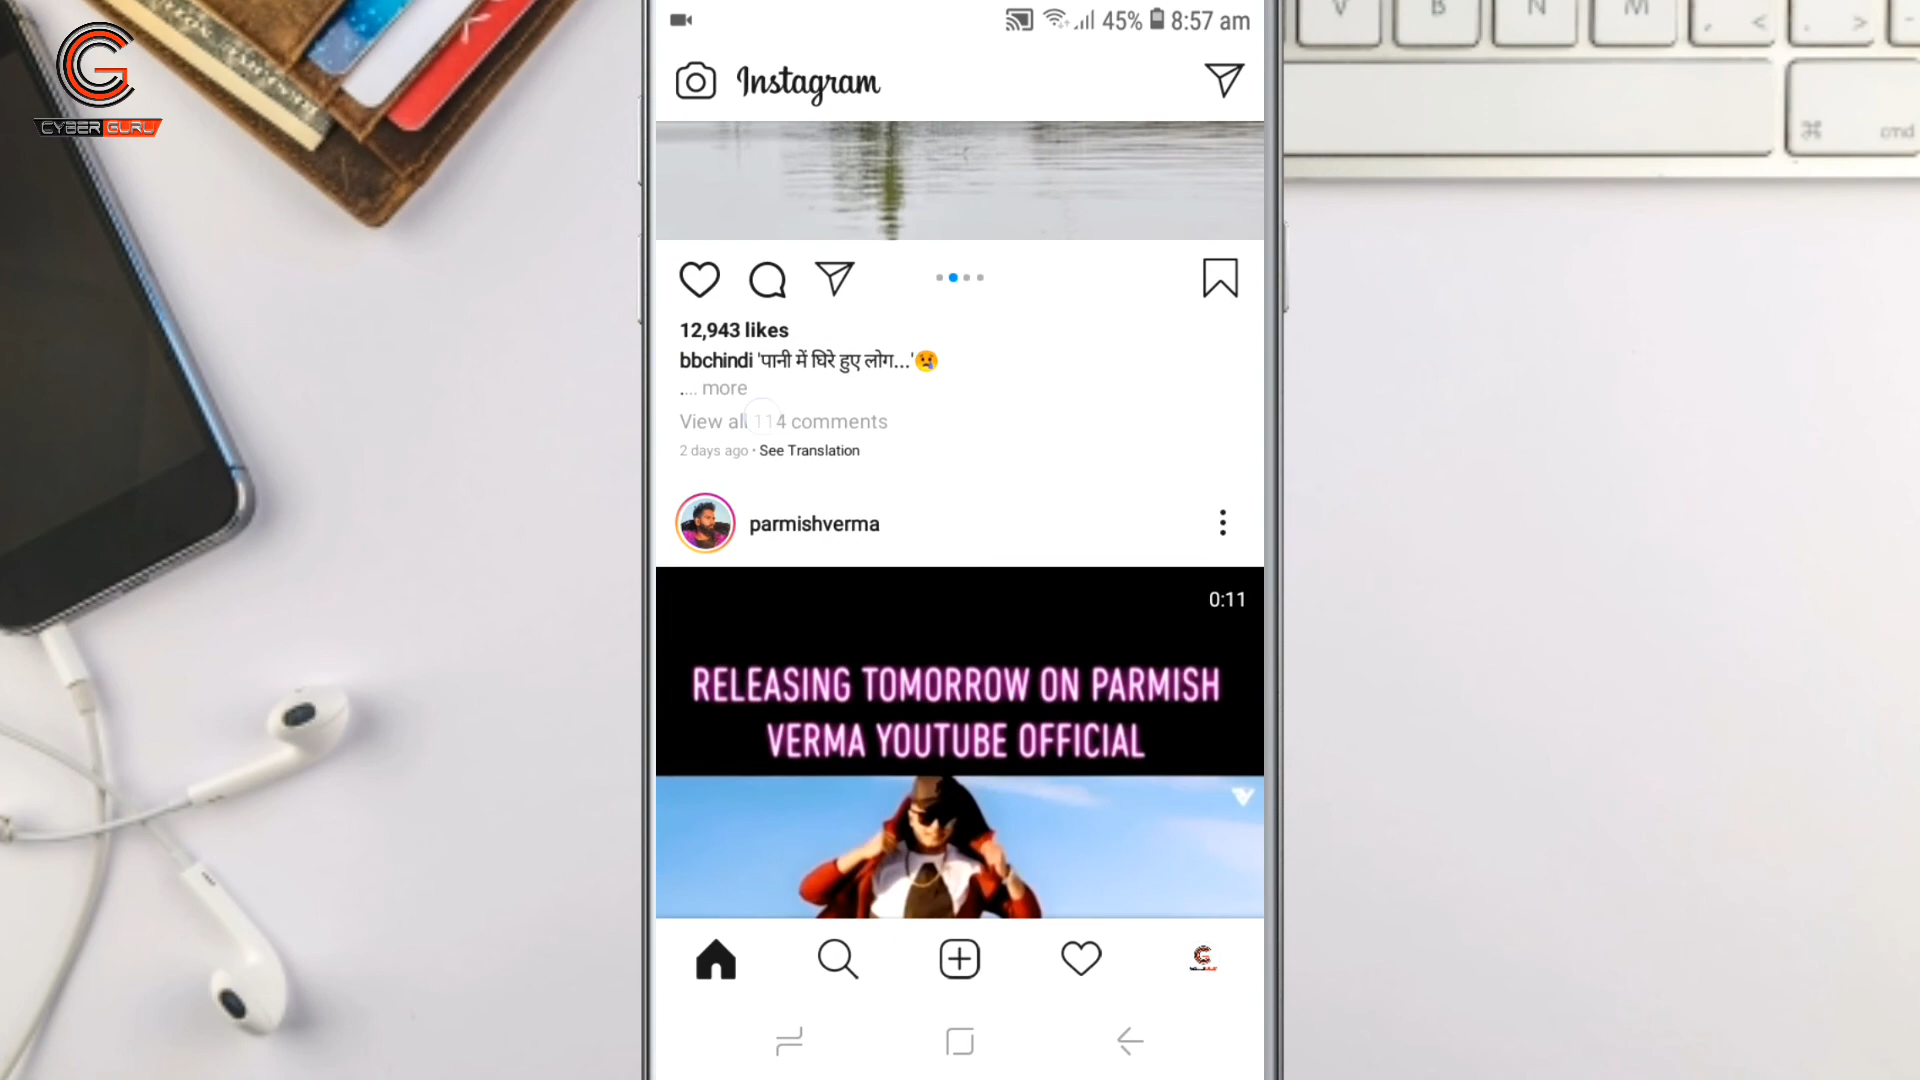 CYBER GURU
45% 8:57 am
Instagram
12,943 likes
bbchindi 'पानी में घिरे हुए लोग...'😢
.... more
View all 114 comments
2 days ago · See Translation
parmishverma
0:11
RELEASING TOMORROW ON PARMISH
VERMA YOUTUBE OFFICIAL
V B N M , < . >
⌘ cmd